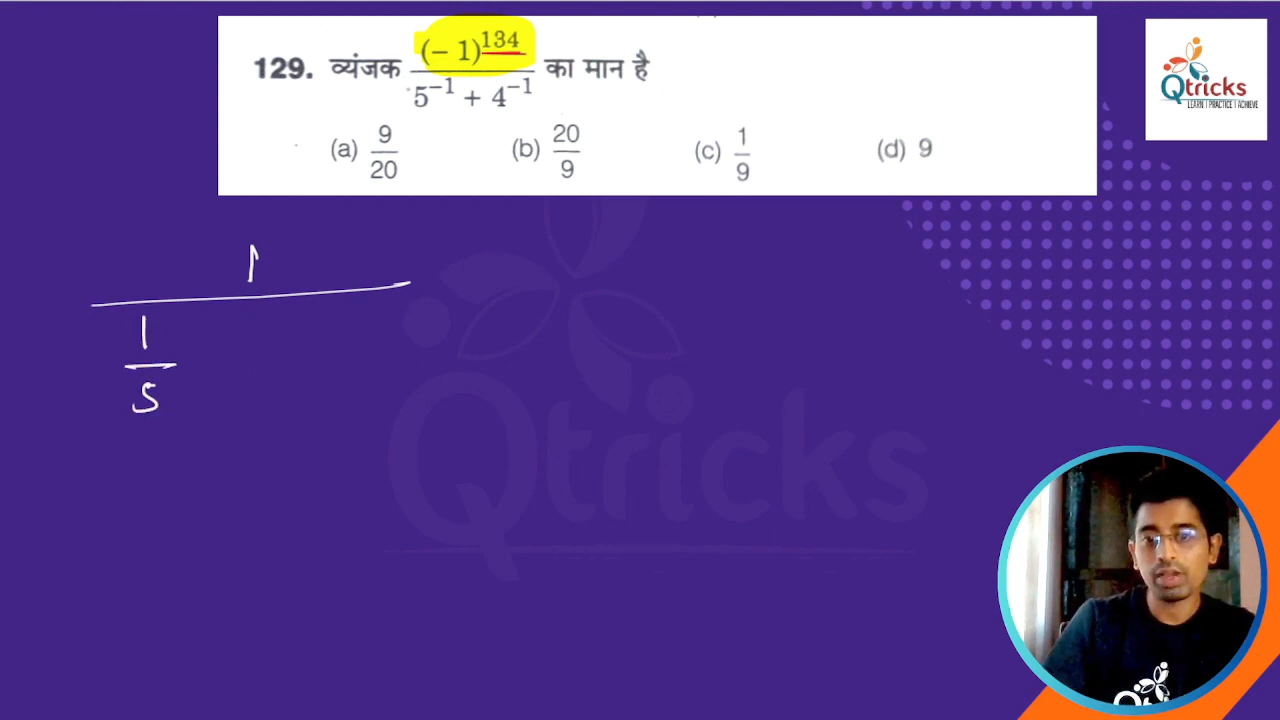 129. व्यंजक (– 1)^134 / 5^–1 + 4^–1 का मान है
(a) 9/20 (b) 20/9 (c) 1/9 (d) 9
Qtricks
LEARN | PRACTICE | ACHIEVE
1
1/5
Qtricks